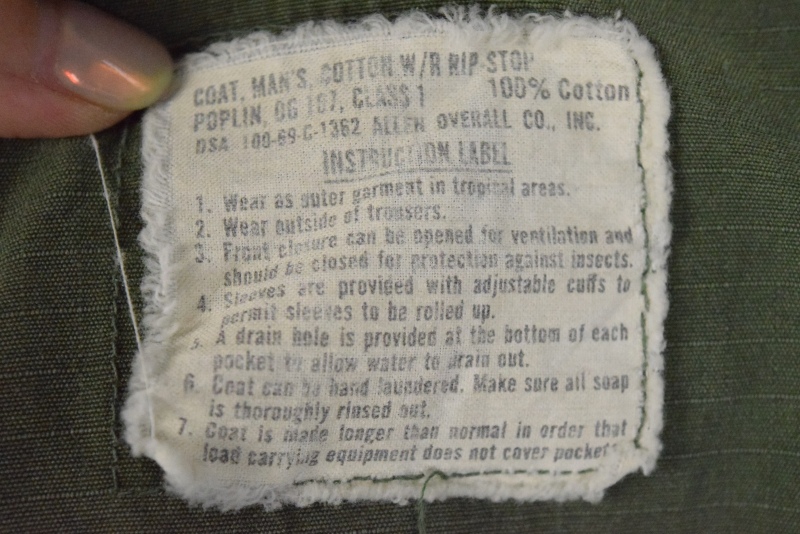 COAT, MAN'S, COTTON W/R RIP-STOP
POPLIN, OG 107, CLASS 1 100% Cotton
DSA 100-69-C-1362 ALLEN OVERALL CO., INC.
INSTRUCTION LABEL
1. Wear as outer garment in tropical areas.
2. Wear outside of trousers.
3. Front closure can be opened for ventilation and
should be closed for protection against insects.
4. Sleeves are provided with adjustable cuffs to
permit sleeves to be rolled up.
5. A drain hole is provided at the bottom of each
pocket to allow water to drain out.
6. Coat can be hand laundered. Make sure all soap
is thoroughly rinsed out.
7. Coat is made longer than normal in order that
load carrying equipment does not cover pocket